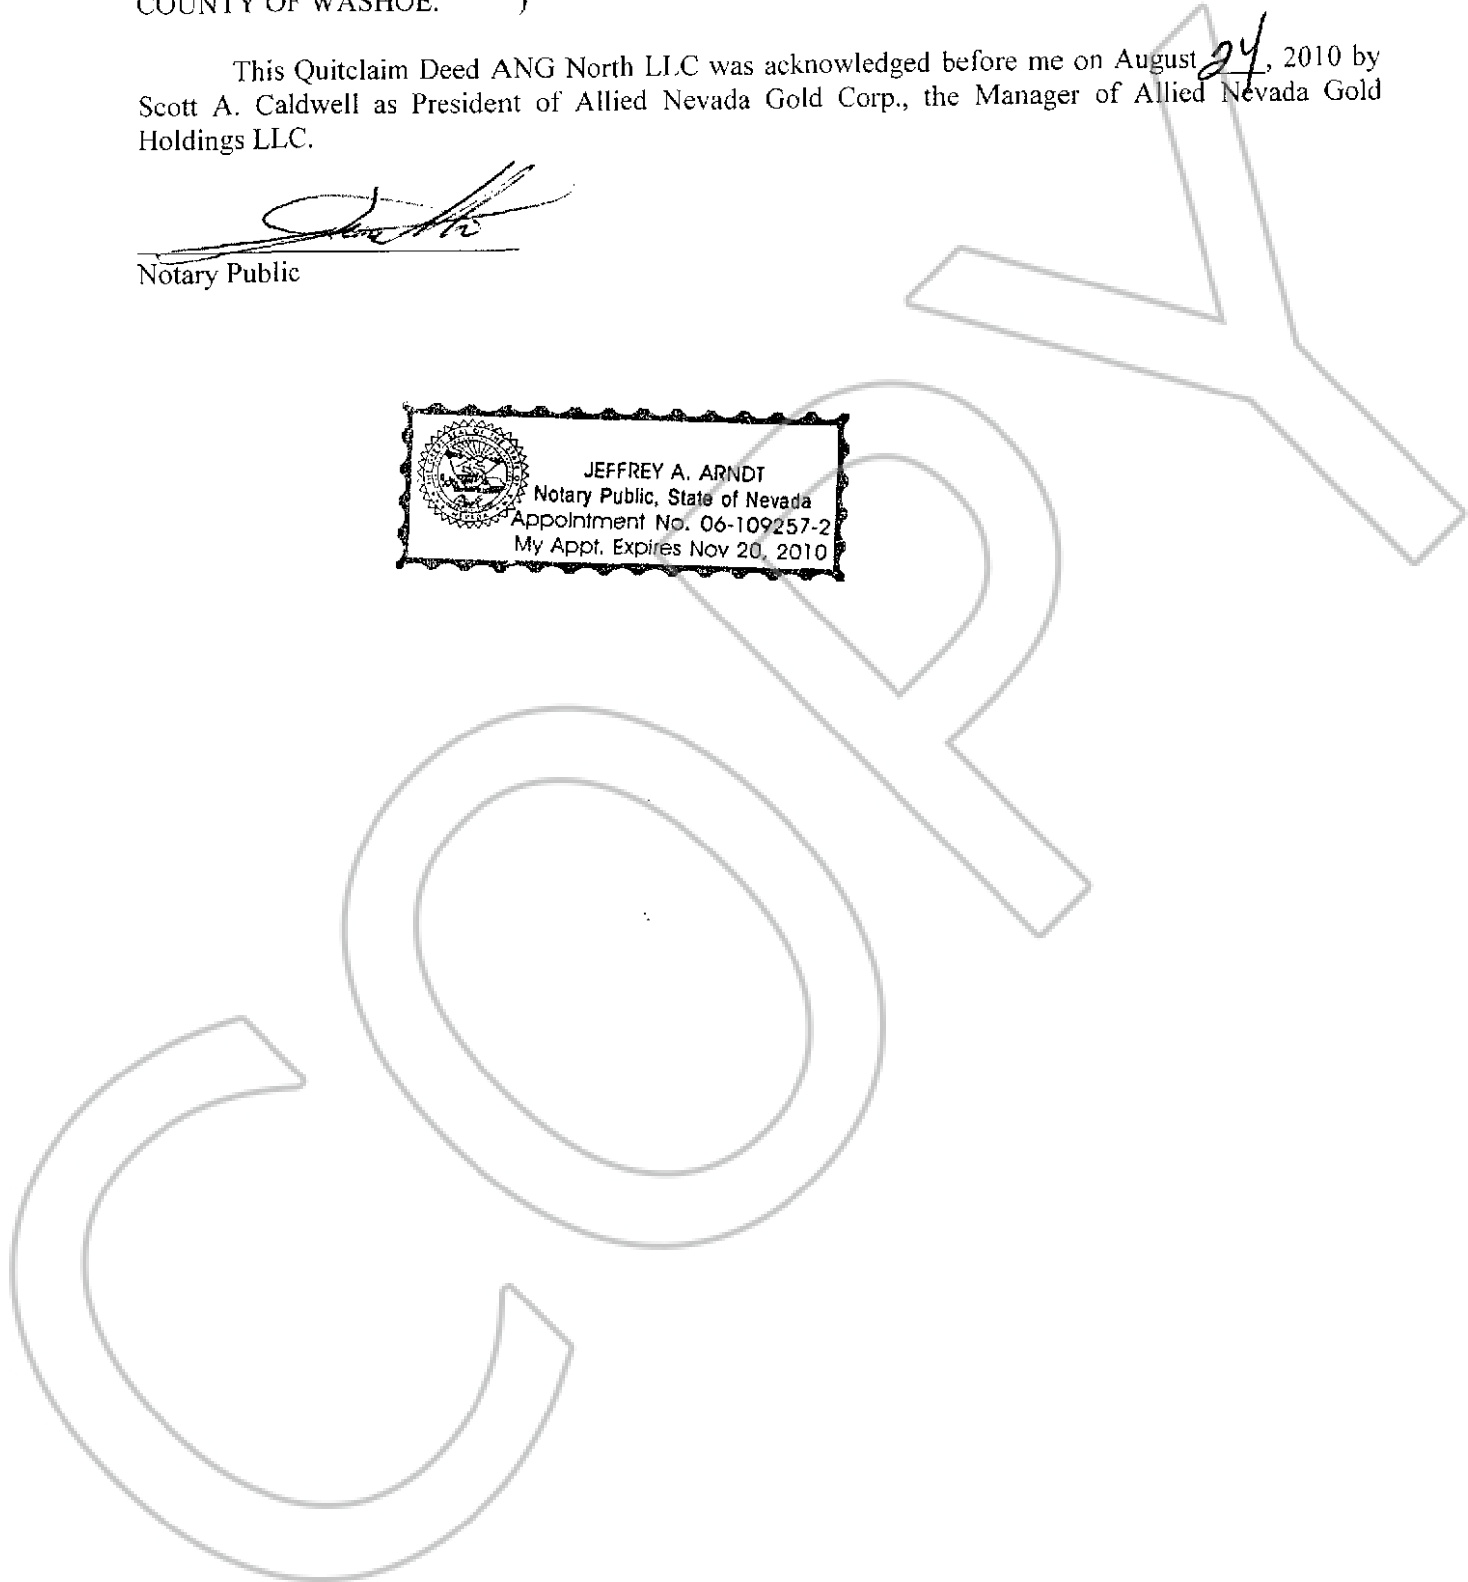 COUNTY OF WASHOE. )
This Quitclaim Deed ANG North LLC was acknowledged before me on August 24, 2010 by
Scott A. Caldwell as President of Allied Nevada Gold Corp., the Manager of Allied Nevada Gold
Holdings LLC.
Notary Public
JEFFREY A. ARNDT
Notary Public, State of Nevada
Appointment No. 06-109257-2
My Appt. Expires Nov 20, 2010
COPY